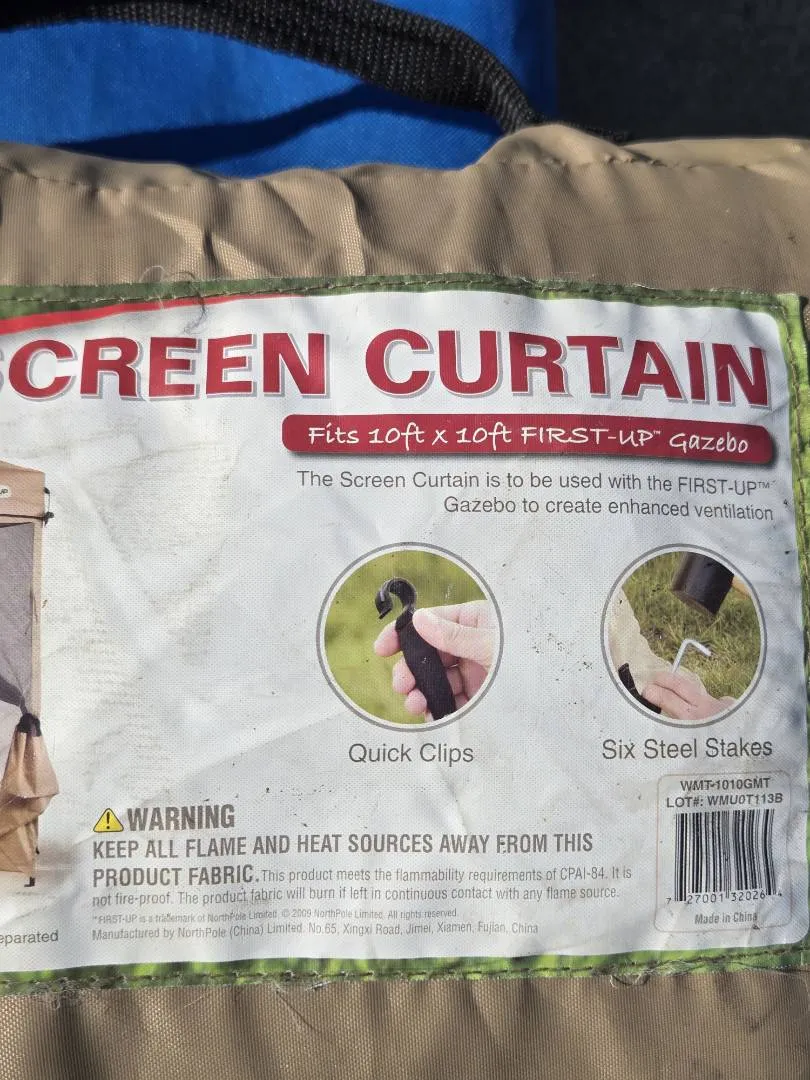 SCREEN CURTAIN
Fits 10ft x 10ft FIRST-UP™ Gazebo
The Screen Curtain is to be used with the FIRST-UP™
Gazebo to create enhanced ventilation
Quick Clips
Six Steel Stakes
WMT-1010GMT
LOT#: WMU0T113B
7 27001 32026 4
Made in China
WARNING
KEEP ALL FLAME AND HEAT SOURCES AWAY FROM THIS
PRODUCT FABRIC. This product meets the flammability requirements of CPAI-84. It is
not fire-proof. The product fabric will burn if left in continuous contact with any flame source.
™FIRST-UP is a trademark of NorthPole Limited. © 2009 NorthPole Limited. All rights reserved.
Manufactured by NorthPole (China) Limited. No.65, Xingxi Road, Jimei, Xiamen, Fujian, China
eparated